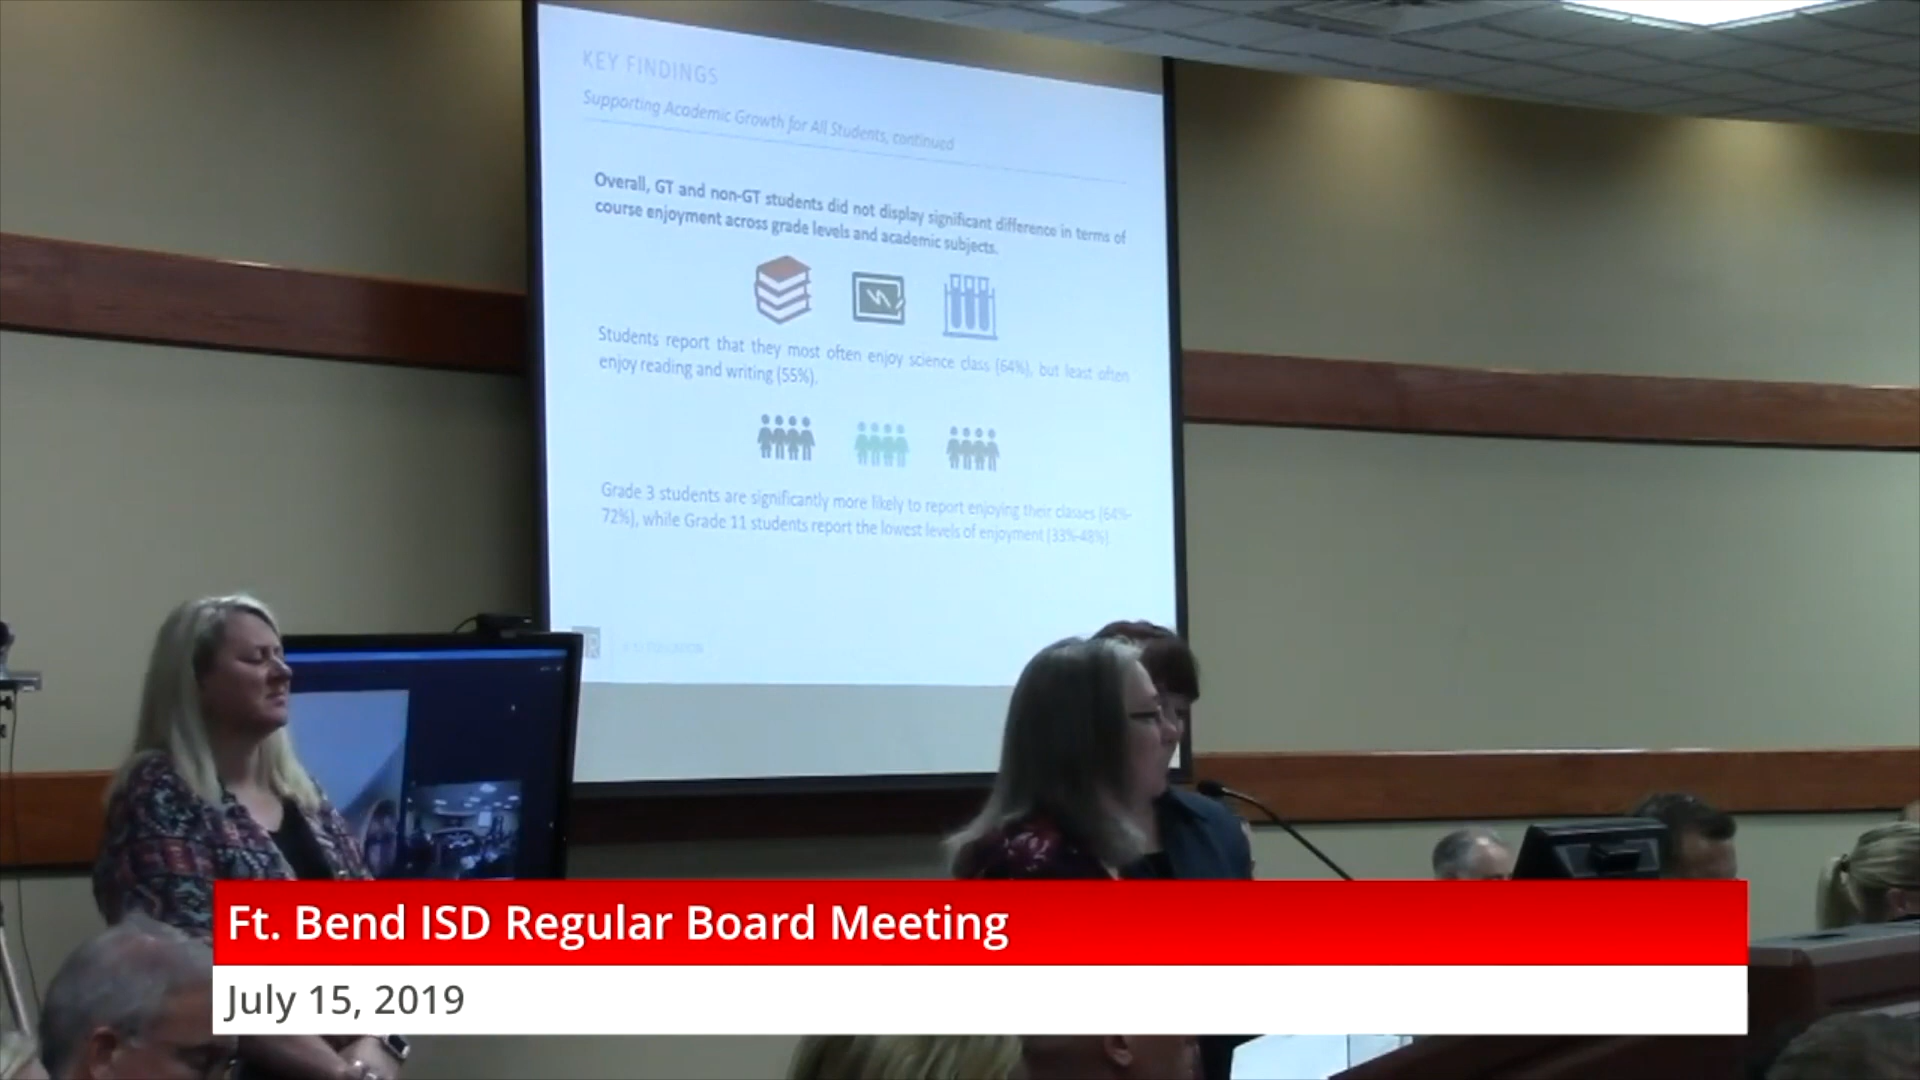 KEY FINDINGS
Supporting Academic Growth for All Students, continued
Overall, GT and non-GT students did not display significant difference in terms of
course enjoyment across grade levels and academic subjects.
Students report that they most often enjoy science class (64%), but least often
enjoy reading and writing (55%).
Grade 3 students are significantly more likely to report enjoying their classes (64%-
72%), while Grade 11 students report the lowest levels of enjoyment (33%-48%)
Ft. Bend ISD Regular Board Meeting
July 15, 2019